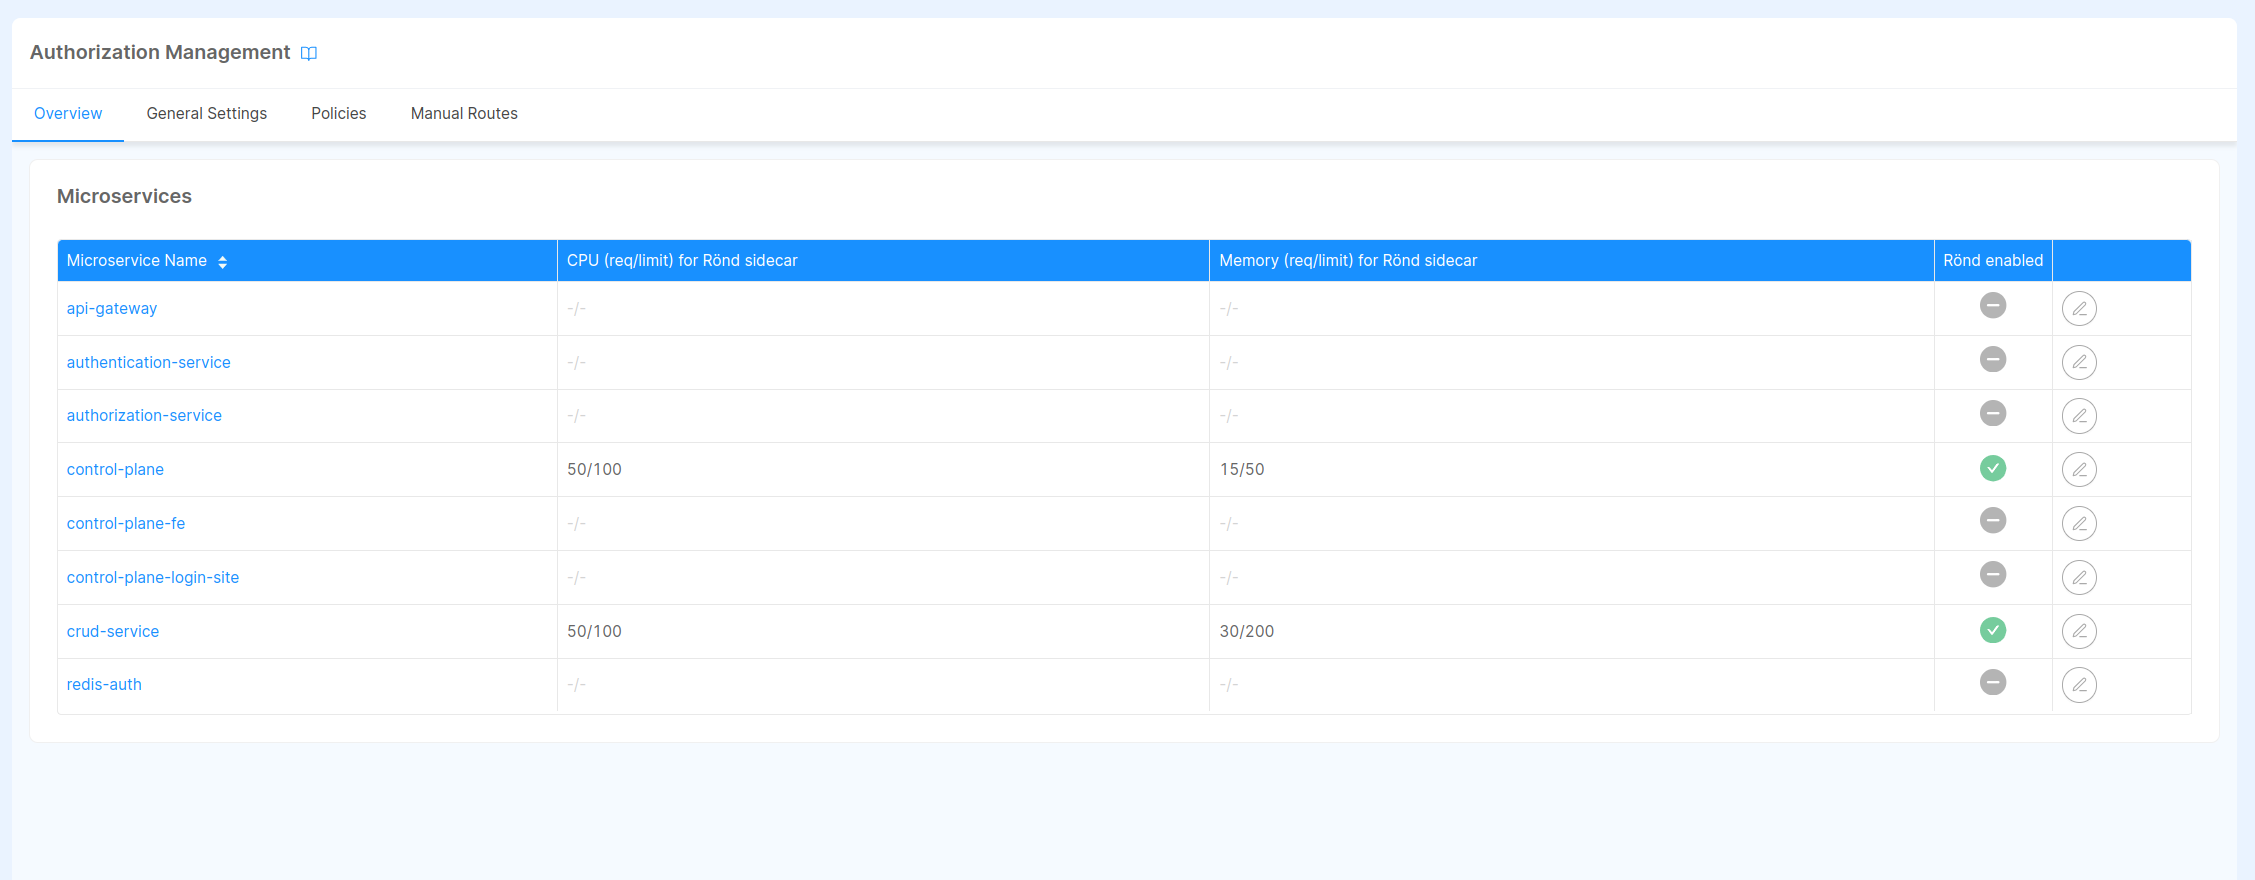 Authorization Management
Overview General Settings Policies Manual Routes
Microservices
Microservice Name CPU (req/limit) for Rönd sidecar Memory (req/limit) for Rönd sidecar Rönd enabled
api-gateway -/- -/-
authentication-service -/- -/-
authorization-service -/- -/-
control-plane 50/100 15/50
control-plane-fe -/- -/-
control-plane-login-site -/- -/-
crud-service 50/100 30/200
redis-auth -/- -/-